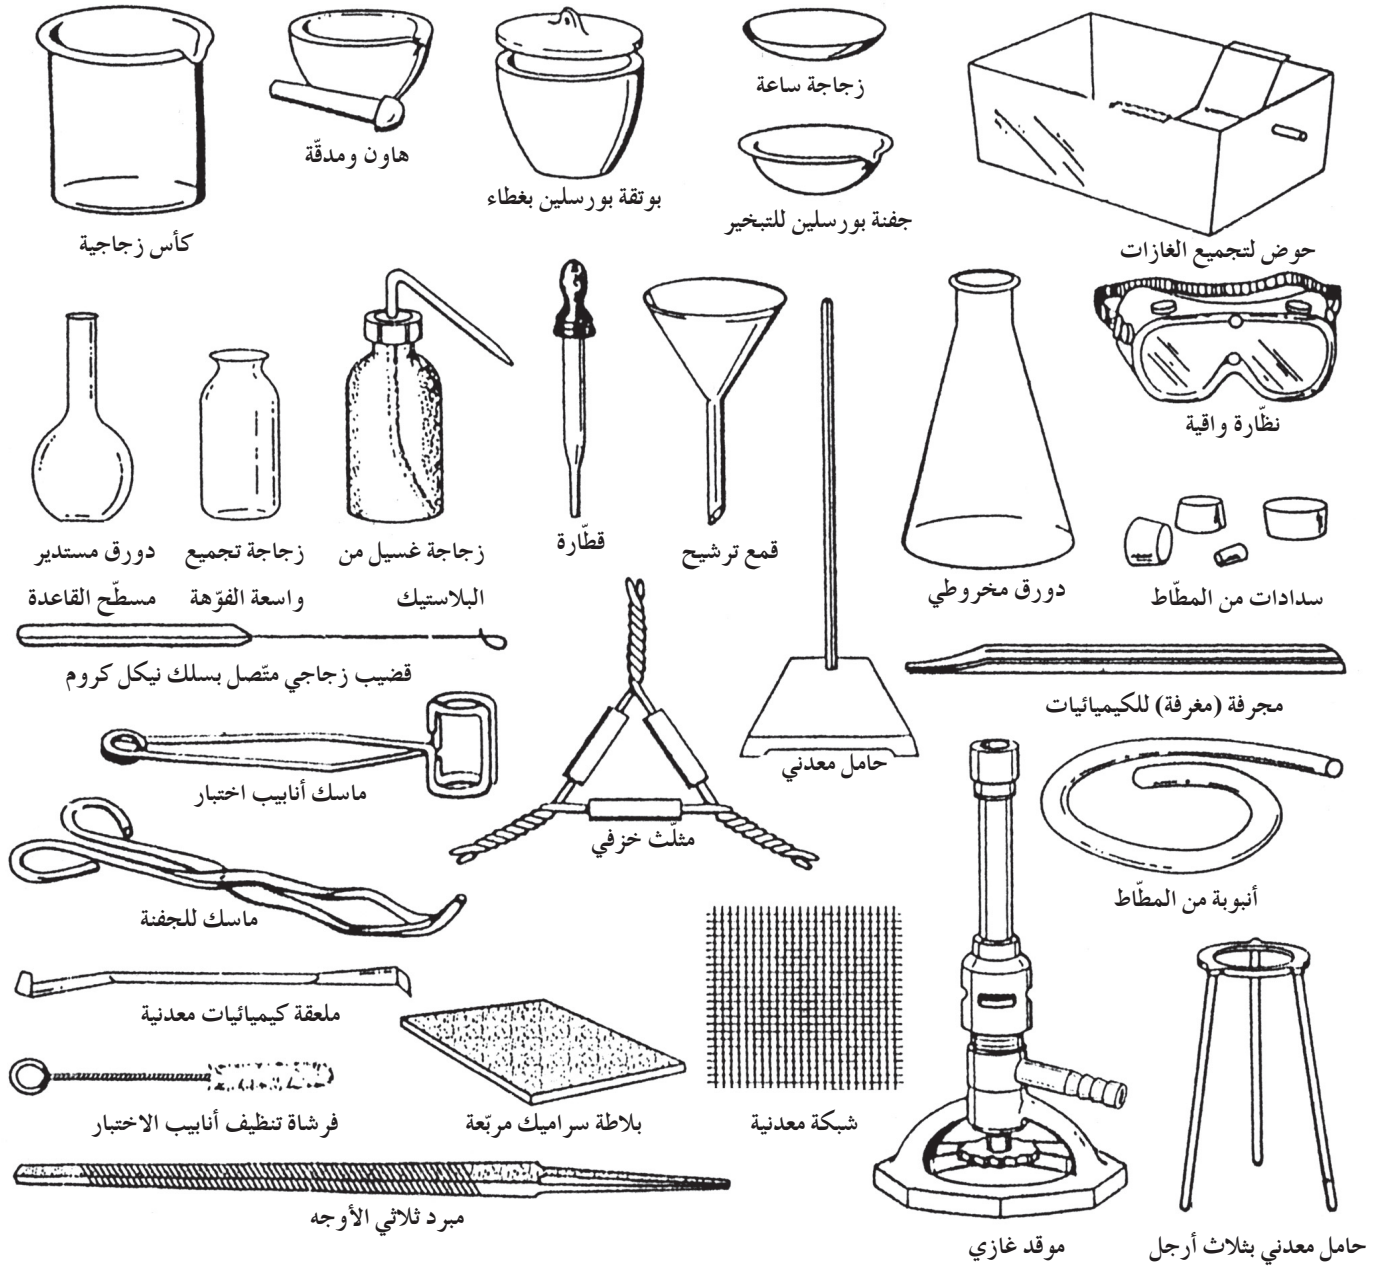 زجاجة ساعة
هاون ومدقّة
بوتقة بورسلين بغطاء
جفنة بورسلين للتبخير
كأس زجاجية
حوض لتجميع الغازات
نظّارة واقية
قطّارة
قمع ترشيح
زجاجة غسيل من
البلاستيك
زجاجة تجميع
واسعة الفوّهة
دورق مستدير
مسطّح القاعدة
دورق مخروطي
سدادات من المطّاط
قضيب زجاجي متّصل بسلك نيكل كروم
مجرفة (مغرفة) للكيميائيات
حامل معدني
ماسك أنابيب اختبار
مثلّث خزفي
أنبوبة من المطّاط
ماسك للجفنة
ملعقة كيميائيات معدنية
شبكة معدنية
بلاطة سراميك مربّعة
فرشاة تنظيف أنابيب الاختبار
مبرد ثلاثي الأوجه
حامل معدني بثلاث أرجل
موقد غازي